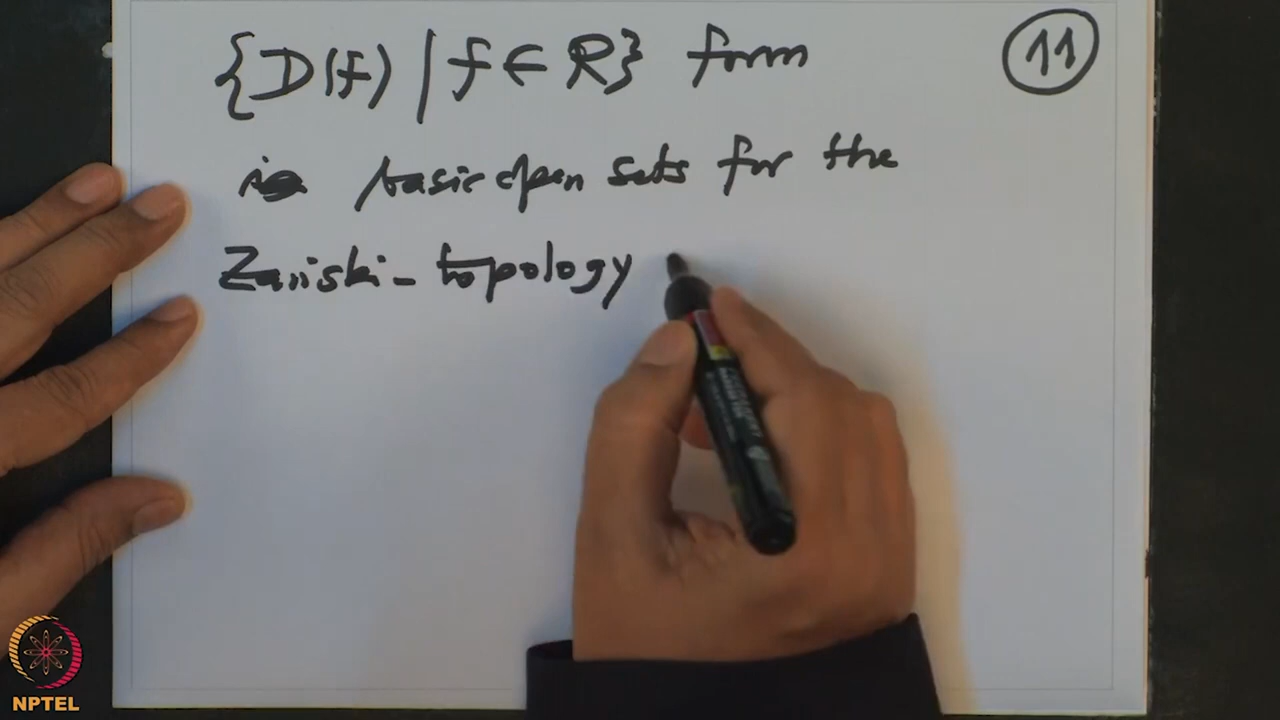 {D(f) | f ∈ R} form
11
basic open sets for the
Zariski-topology
NPTEL